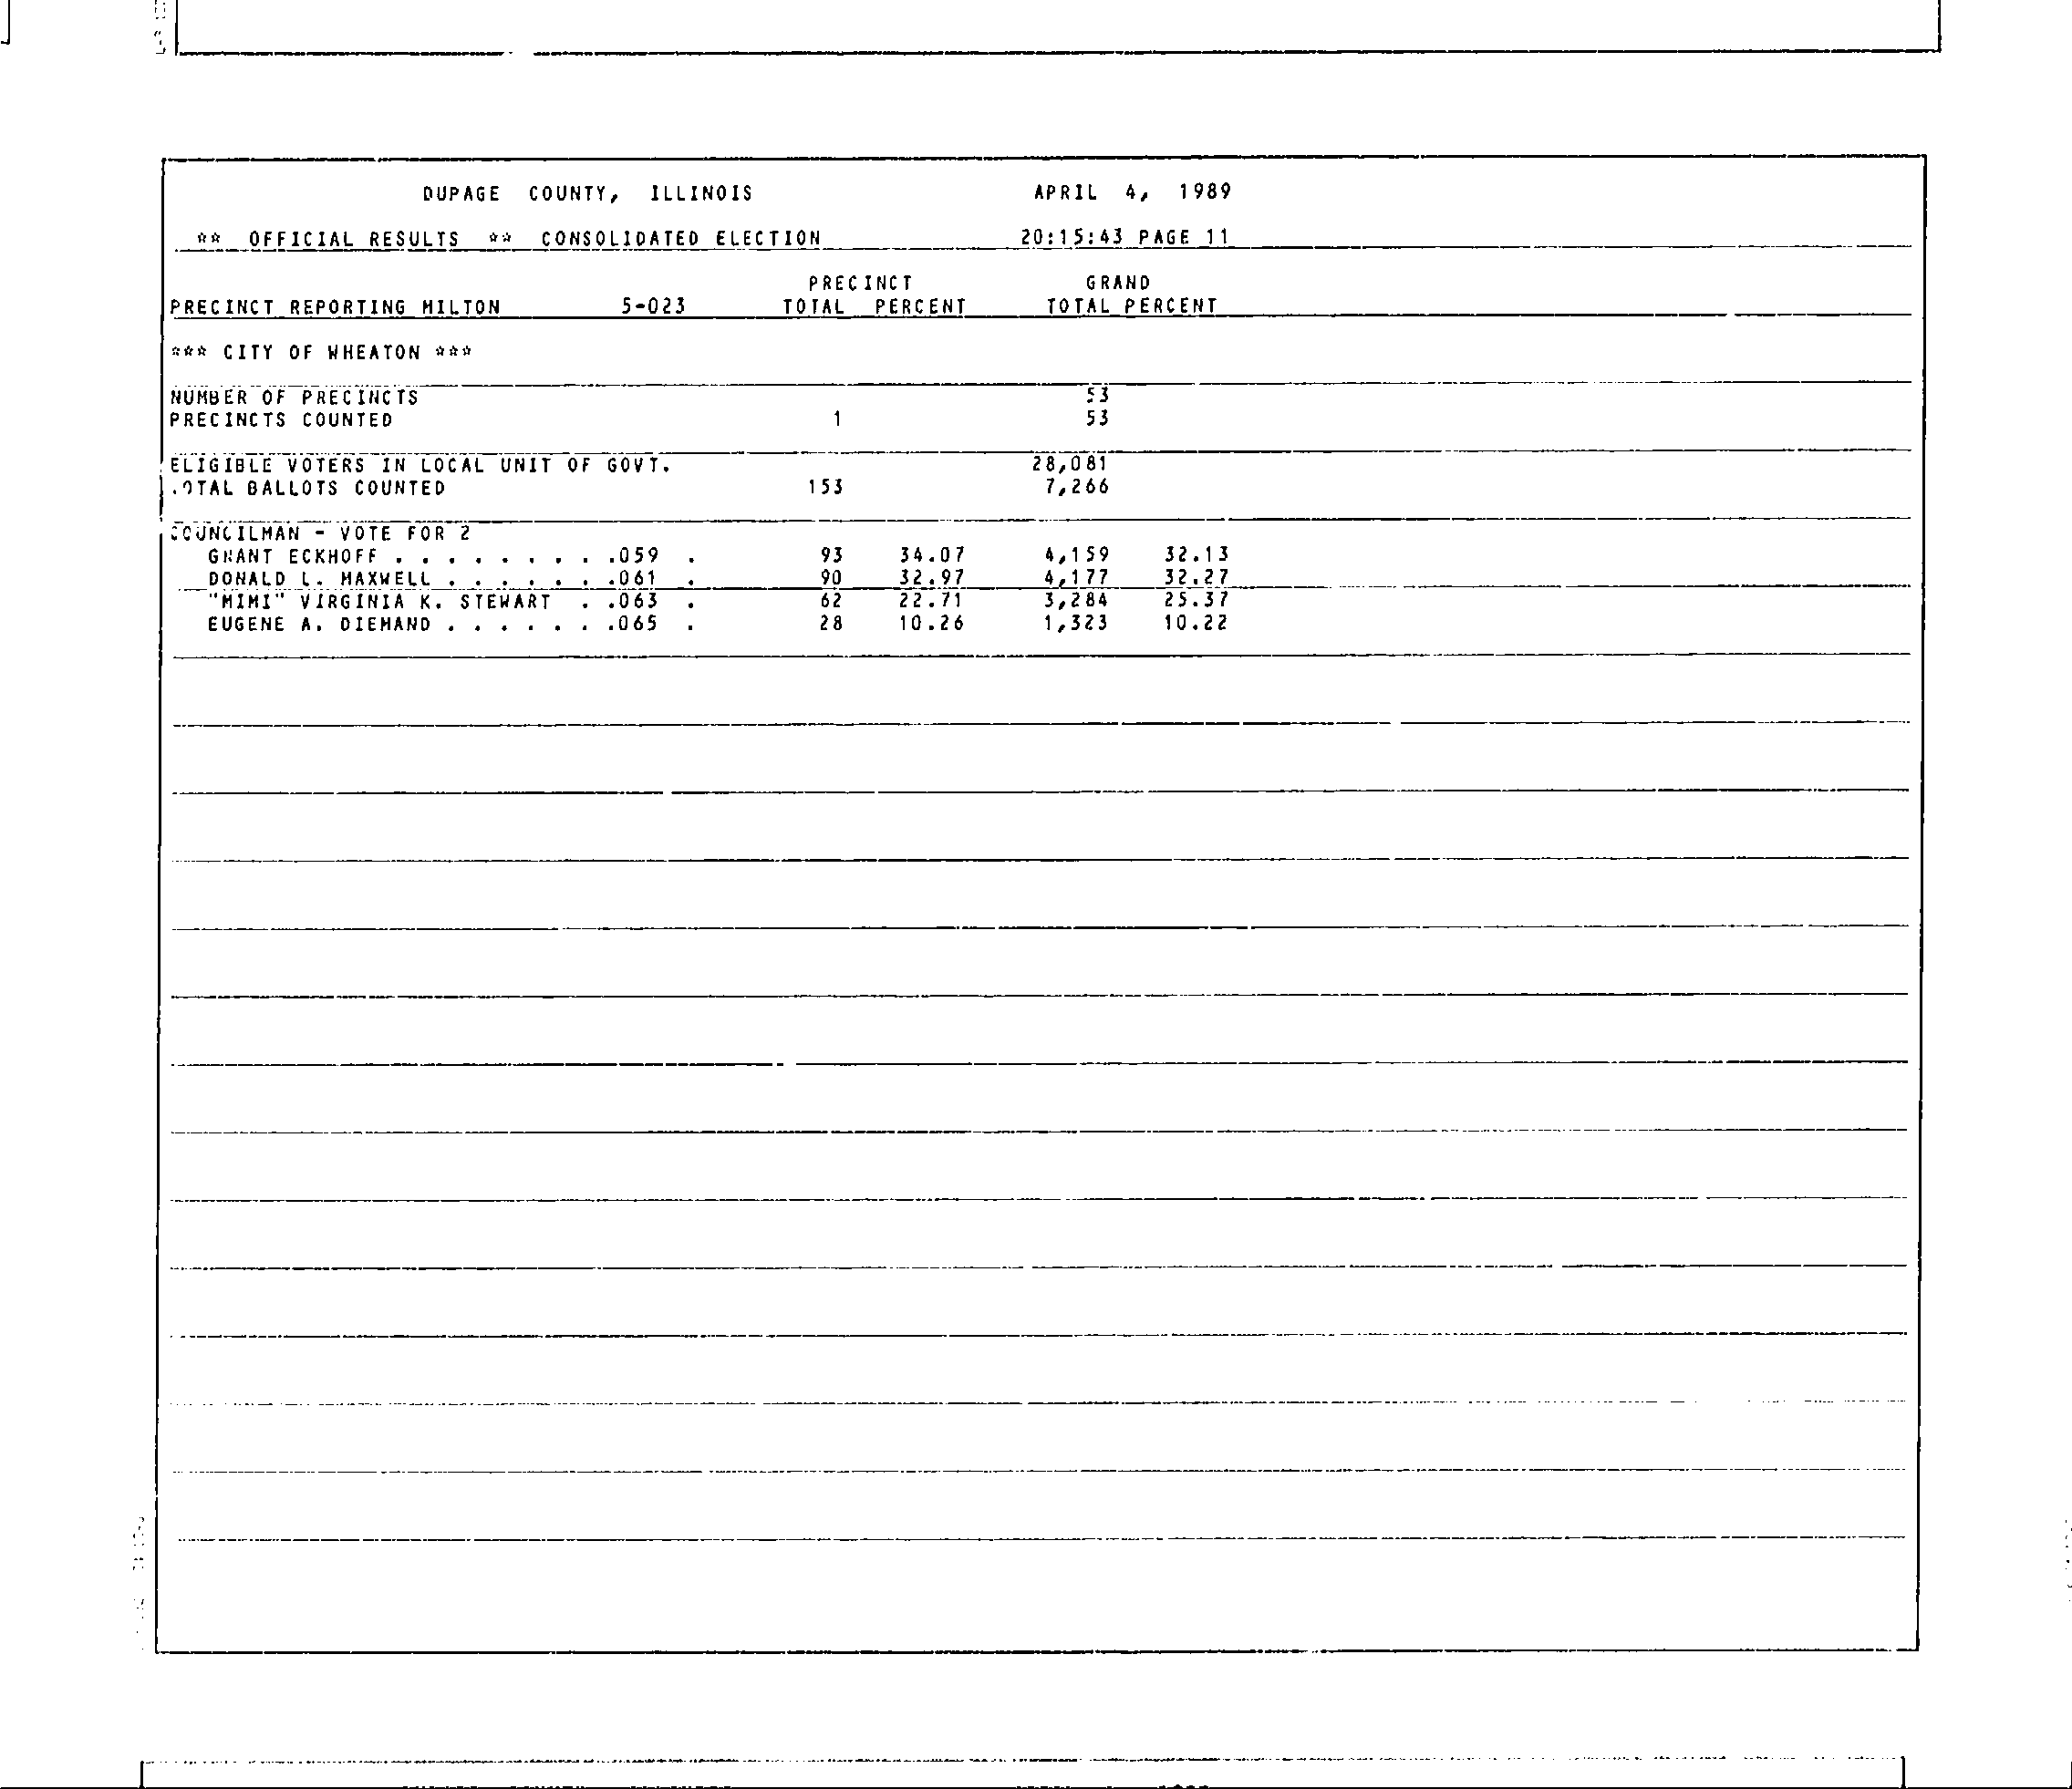 DUPAGE COUNTY, ILLINOIS APRIL 4, 1989
** OFFICIAL RESULTS ** CONSOLIDATED ELECTION 20:15:43 PAGE 11
PRECINCT GRAND
PRECINCT REPORTING MILTON 5-023 TOTAL PERCENT TOTAL PERCENT
*** CITY OF WHEATON ***
NUMBER OF PRECINCTS 53
PRECINCTS COUNTED 1 53
ELIGIBLE VOTERS IN LOCAL UNIT OF GOVT. 28,081
TOTAL BALLOTS COUNTED 153 7,266
COUNCILMAN - VOTE FOR 2
GRANT ECKHOFF . . . . . . . . .059 . 93 34.07 4,159 32.13
DONALD L. MAXWELL . . . . . . .061 . 90 32.97 4,177 32.27
"MIMI" VIRGINIA K. STEWART . .063 . 62 22.71 3,284 25.37
EUGENE A. DIEMAND . . . . . . .065 . 28 10.26 1,323 10.22